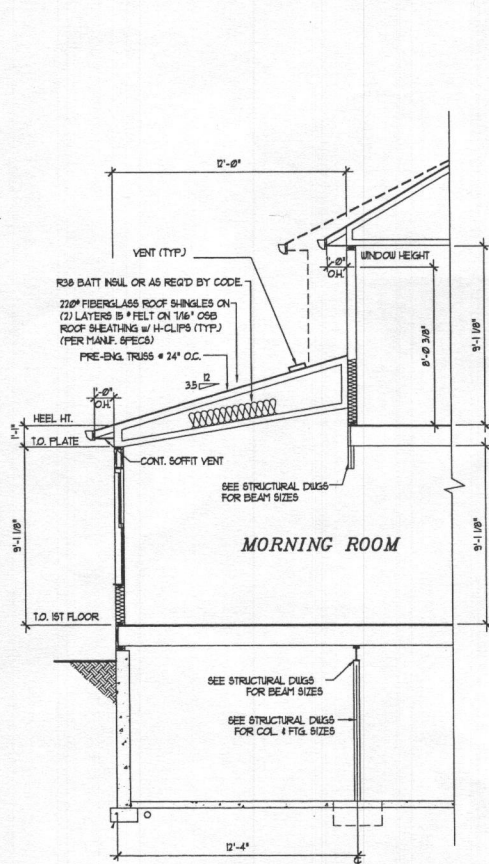 12'-0"
VENT (TYP.)
WINDOW HEIGHT
1'-0"
O.H.
R38 BATT INSUL OR AS REQ'D BY CODE
220# FIBERGLASS ROOF SHINGLES ON
(2) LAYERS 15 # FELT ON 7/16" OSB
ROOF SHEATHING W/ H-CLIPS (TYP.)
(PER MANUF. SPECS)
PRE-ENG. TRUSS @ 24" O.C.
8'-0 3/8"
9'-1 1/8"
12
3.5
1'-0"
O.H.
HEEL HT.
1'-1"
T.O. PLATE
CONT. SOFFIT VENT
SEE STRUCTURAL DWGS
FOR BEAM SIZES
MORNING ROOM
9'-1 1/8"
9'-1 1/8"
T.O. 1ST FLOOR
SEE STRUCTURAL DWGS
FOR BEAM SIZES
SEE STRUCTURAL DWGS
FOR COL. & FTG. SIZES
12'-4"